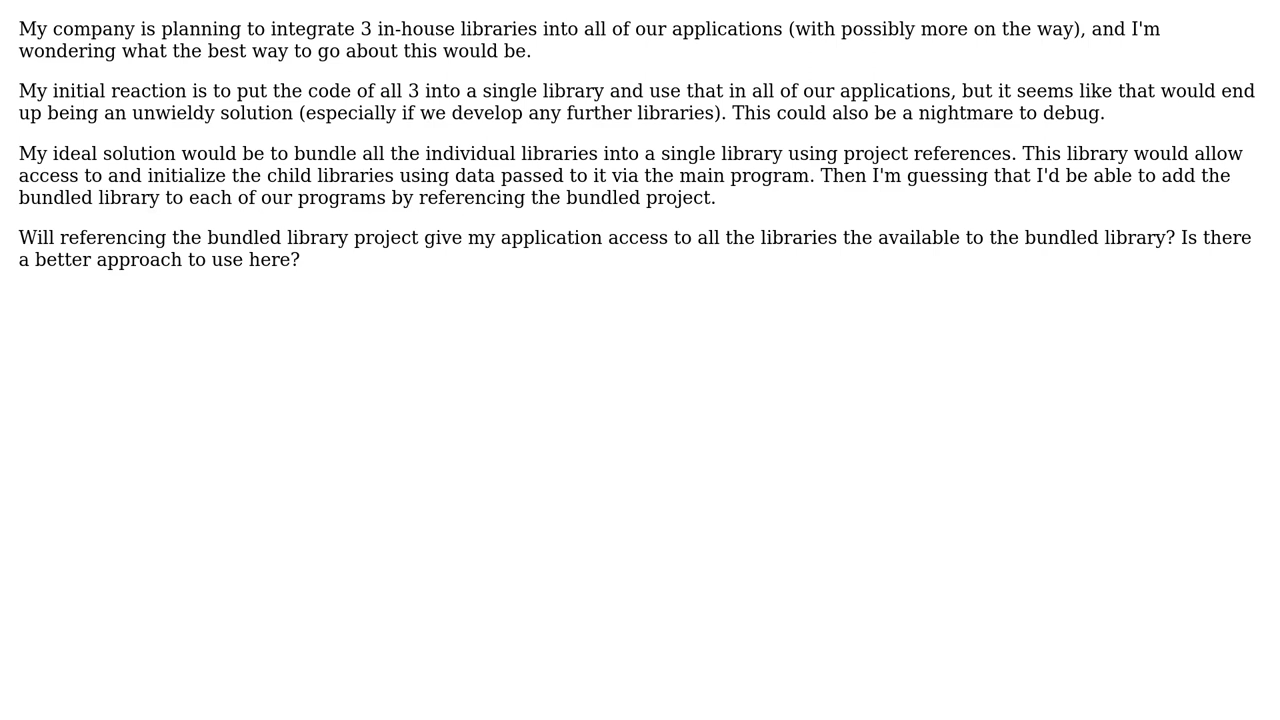 My company is planning to integrate 3 in-house libraries into all of our applications (with possibly more on the way), and I'm
wondering what the best way to go about this would be.
My initial reaction is to put the code of all 3 into a single library and use that in all of our applications, but it seems like that would end
up being an unwieldy solution (especially if we develop any further libraries). This could also be a nightmare to debug.
My ideal solution would be to bundle all the individual libraries into a single library using project references. This library would allow
access to and initialize the child libraries using data passed to it via the main program. Then I'm guessing that I'd be able to add the
bundled library to each of our programs by referencing the bundled project.
Will referencing the bundled library project give my application access to all the libraries the available to the bundled library? Is there
a better approach to use here?